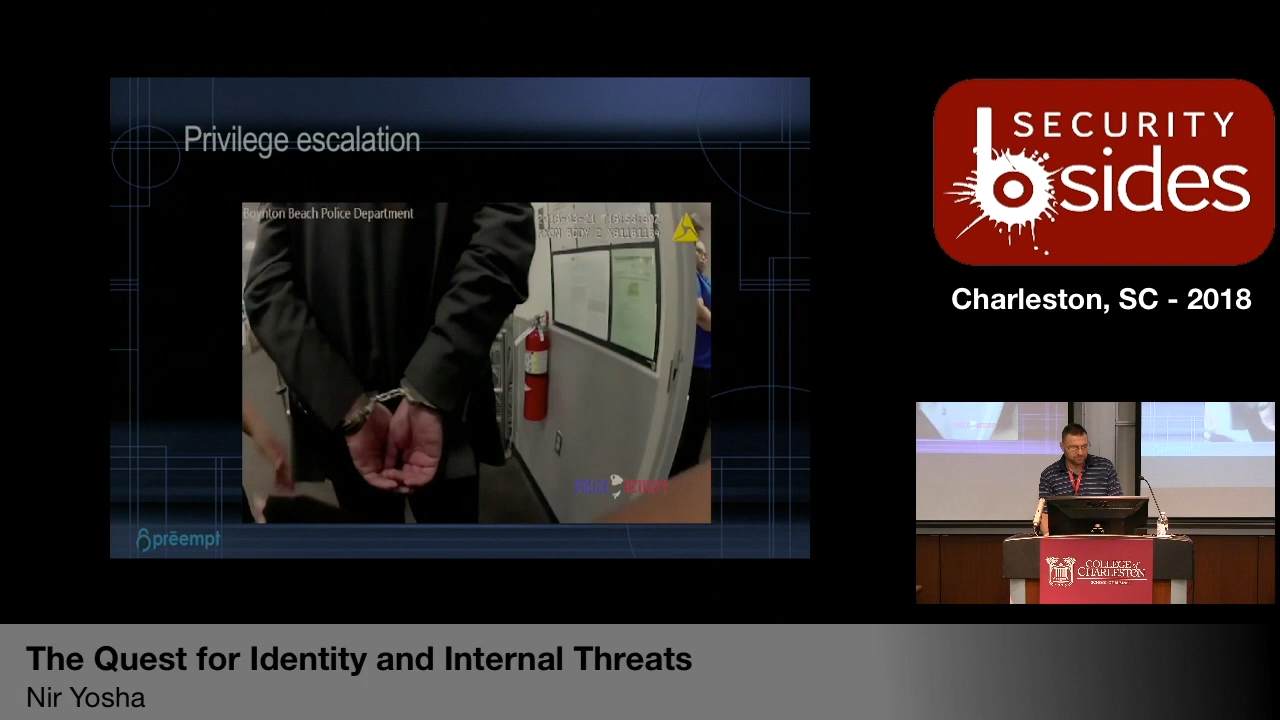 Privilege escalation
Boynton Beach Police Department
prēempt
SECURITY
bsides
Charleston, SC - 2018
COLLEGE of
CHARLESTON
The Quest for Identity and Internal Threats
Nir Yosha